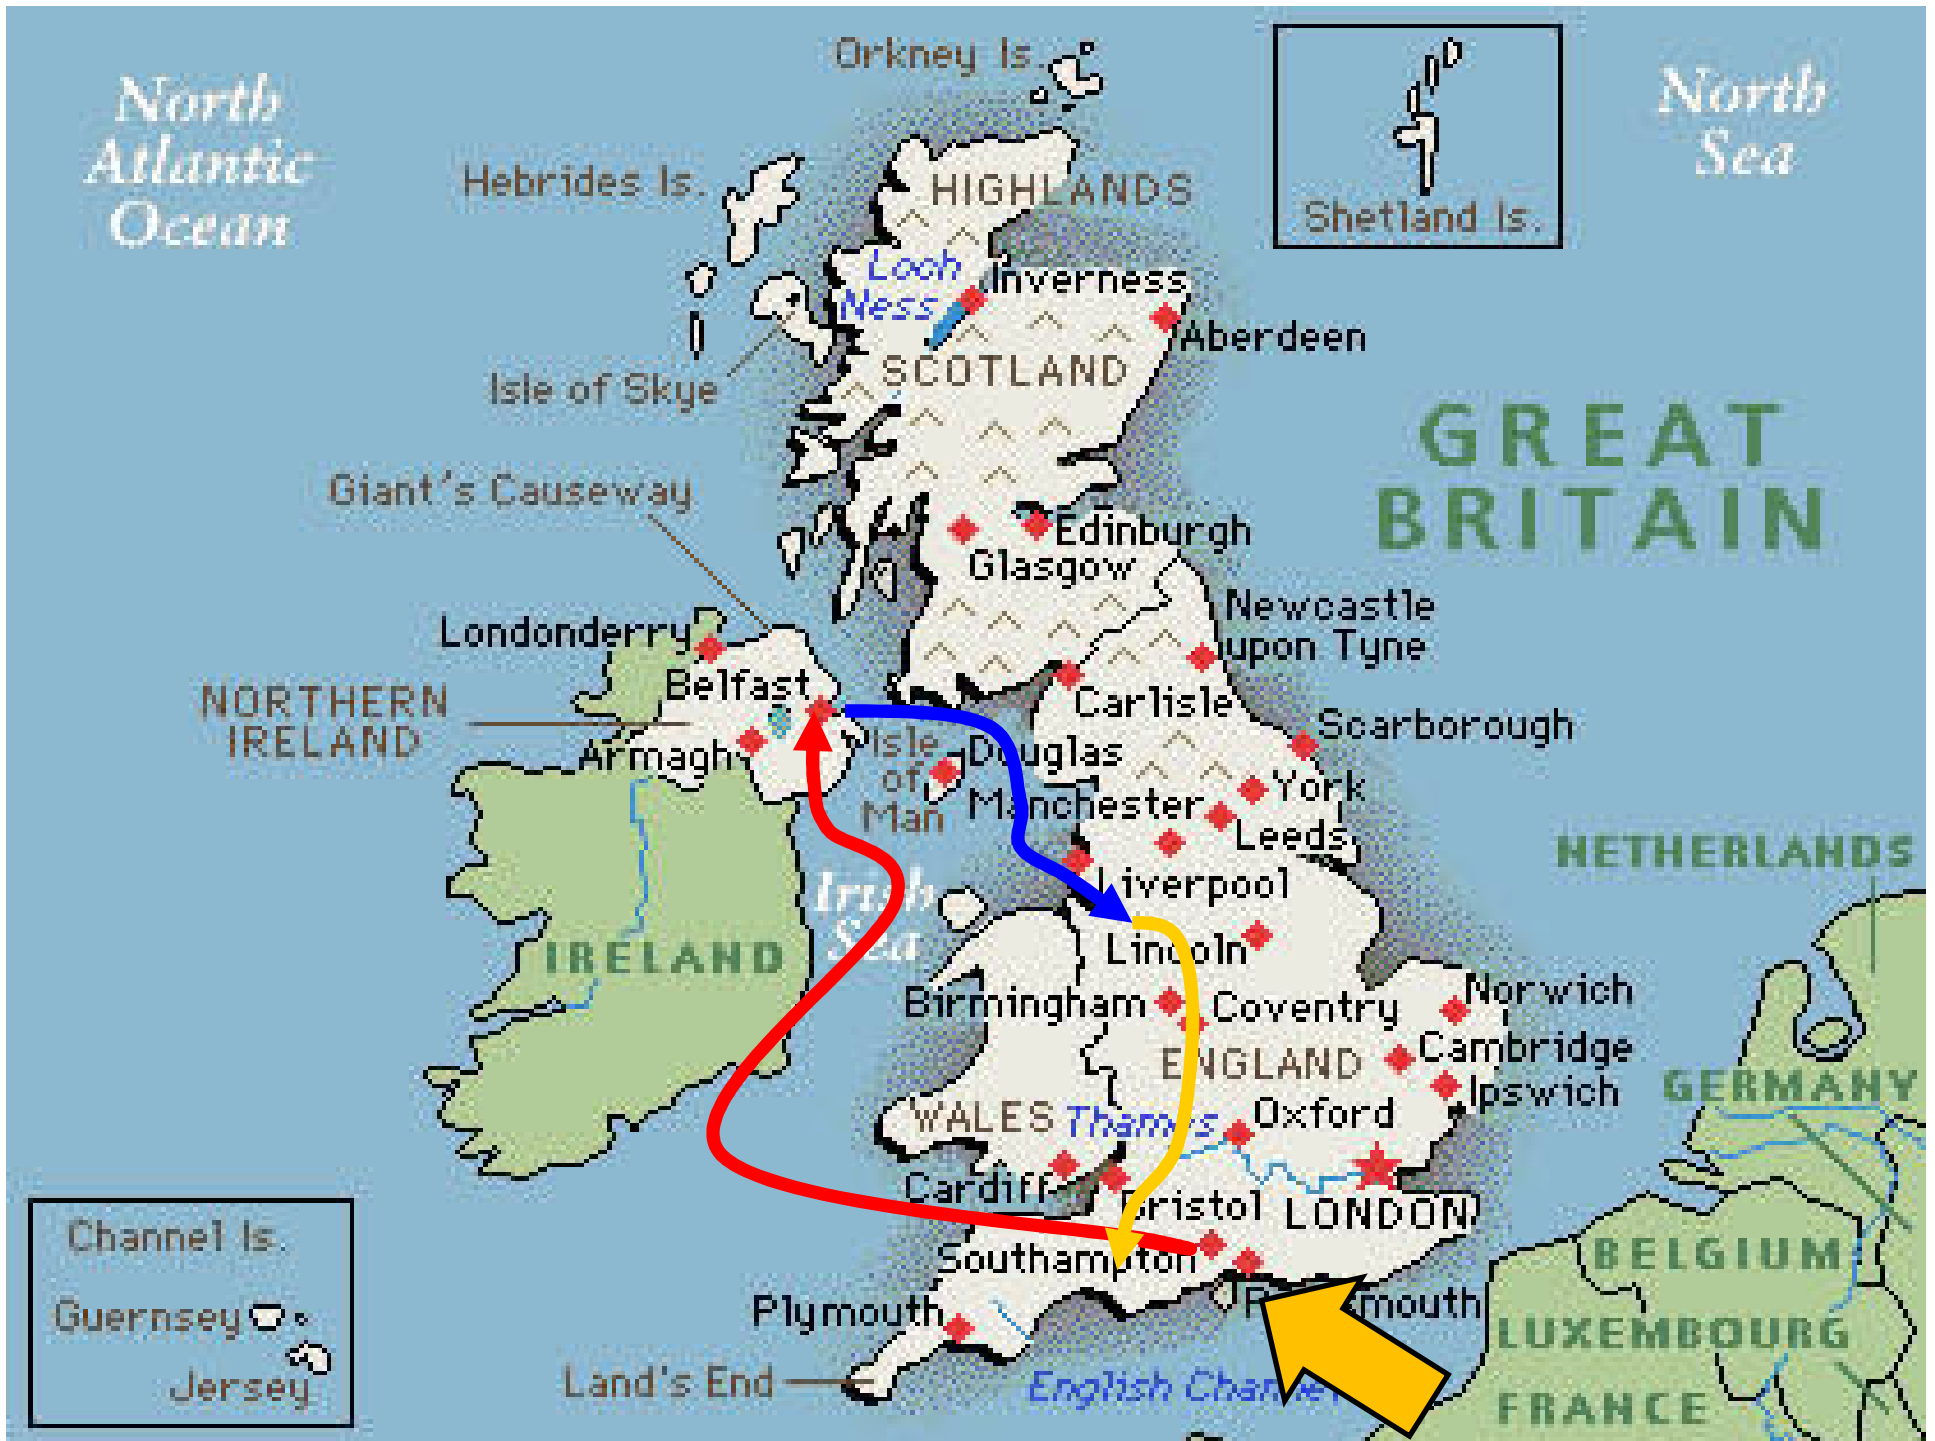 Orkney Is.
North
Atlantic
Ocean
North
Sea
Hebrides Is.
HIGHLANDS
Shetland Is.
Loch
Ness
Inverness
Aberdeen
Isle of Skye
SCOTLAND
GREAT
BRITAIN
Giant's Causeway
Edinburgh
Glasgow
Londonderry
Newcastle
upon Tyne
Belfast
NORTHERN
IRELAND
Carlisle
Scarborough
Armagh
Isle
of
Man
Douglas
Manchester
York
Leeds
NETHERLANDS
Irish
Sea
Liverpool
IRELAND
Lincoln
Birmingham
Coventry
Norwich
ENGLAND
Cambridge
Ipswich
GERMANY
WALES
Thames
Oxford
Cardiff
Bristol
LONDON
Channel Is.
Southampton
BELGIUM
Guernsey
Plymouth
LUXEMBOURG
Jersey
Land's End
English Channel
FRANCE